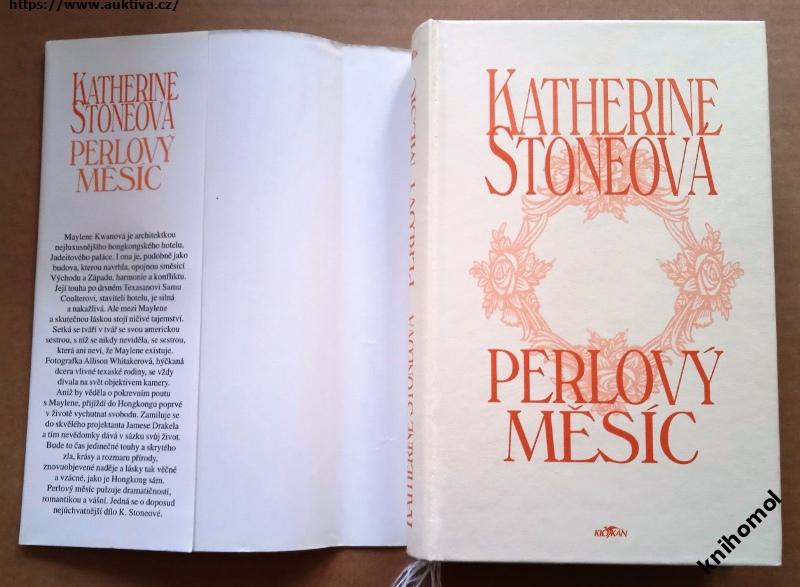 https://www.auktiva.cz/
KATHERINE
STONEOVÁ
PERLOVÝ
MĚSÍC
Maylene Kwanová je architektkou
nejluxusnějšího hongkongského hotelu,
Jadeitového paláce. I ona je, podobně jako
budova, kterou navrhla, opojnou směsicí
Východu a Západu, harmonie a konfliktu.
Její touha po drsném Texasanovi Samu
Coulterovi, staviteli hotelu, je silná
a nakažlivá. Ale mezi Maylene
a skutečnou láskou stojí ničivé tajemství.
Setká se tváří v tvář se svou americkou
sestrou, s níž se nikdy neviděla, se sestrou,
která ani neví, že Maylene existuje.
Fotografka Allison Whitakerová, hýčkaná
dcera vlivné texaské rodiny, se vždy
dívala na svět objektivem kamery.
Aniž by věděla o pokrevním poutu
s Maylene, přijíždí do Hongkongu poprvé
v životě vychutnat svobodu. Zamiluje se
do skvělého projektanta Jamese Drakela
a tím nevědomky dává v sázku svůj život.
Bude to čas jedinečné touhy a skrytého
zla, krásy a rozmaru přírody,
znovuobjevené naděje a lásky tak věčné
a vzácné, jako je Hongkong sám.
Perlový měsíc pulzuje dramatičností,
romantikou a vášní. Jedná se o doposud
nejúchvatnější dílo K. Stoneové.
KATHERINE STONEOVÁ PERLOVÝ MĚSÍC
KATHERINE
STONEOVÁ
PERLOVÝ
MĚSÍC
KLOKAN
knihomol